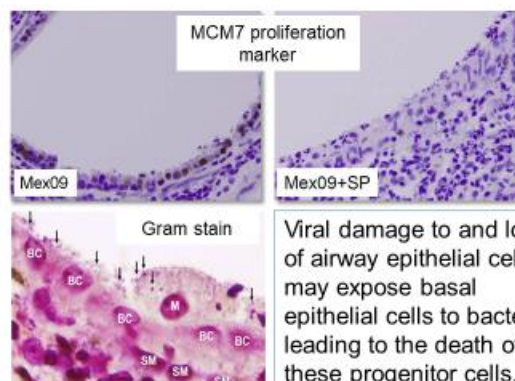 MCM7 proliferation
marker
Mex09
Mex09+SP
Gram stain
BC
BC
M
BC
BC
BC
SM
SM
SM
Viral damage to and lo
of airway epithelial cel
may expose basal
epithelial cells to bacte
leading to the death o
these progenitor cells.